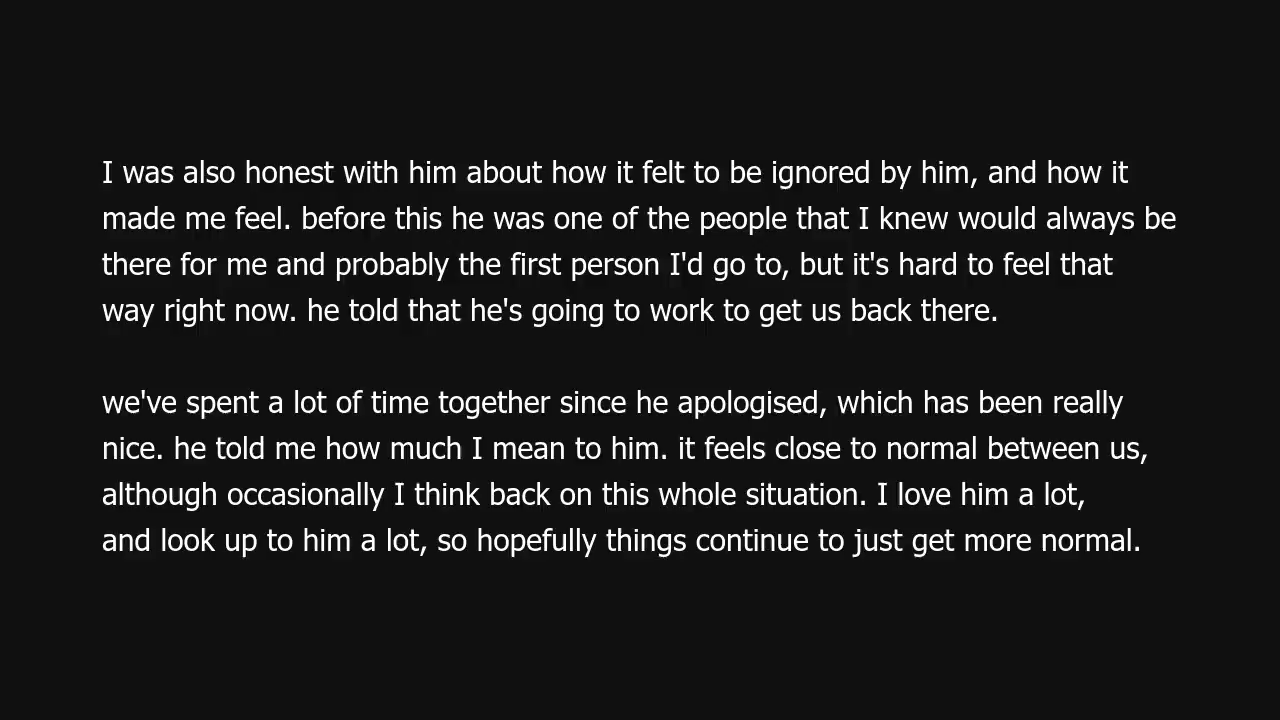 I was also honest with him about how it felt to be ignored by him, and how it
made me feel. before this he was one of the people that I knew would always be
there for me and probably the first person I'd go to, but it's hard to feel that
way right now. he told that he's going to work to get us back there.
we've spent a lot of time together since he apologised, which has been really
nice. he told me how much I mean to him. it feels close to normal between us,
although occasionally I think back on this whole situation. I love him a lot,
and look up to him a lot, so hopefully things continue to just get more normal.